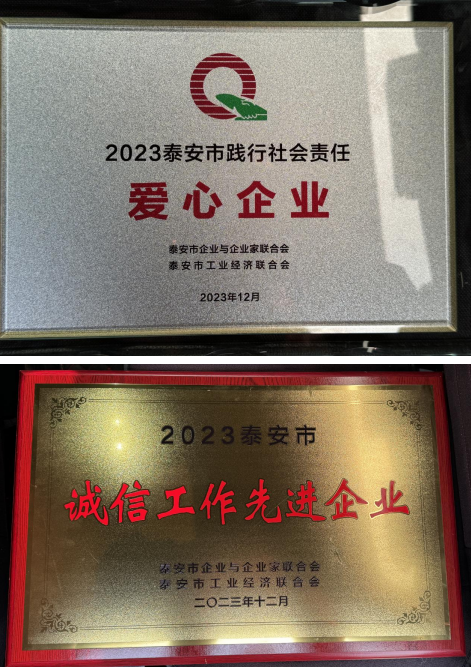 2023泰安市践行社会责任
爱心企业
泰安市企业与企业家联合会
泰安市工业经济联合会
2023年12月
2023泰安市
诚信工作先进企业
泰安市企业与企业家联合会
泰安市工业经济联合会
二〇二三年十二月